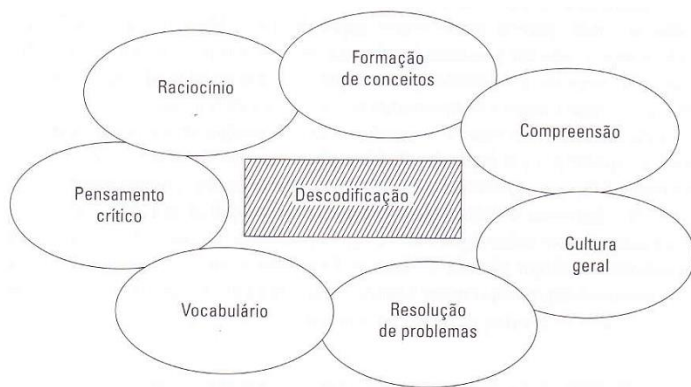 Formação
de conceitos
Raciocínio
Compreensão
Pensamento
crítico
Descodificação
Cultura
geral
Vocabulário
Resolução
de problemas